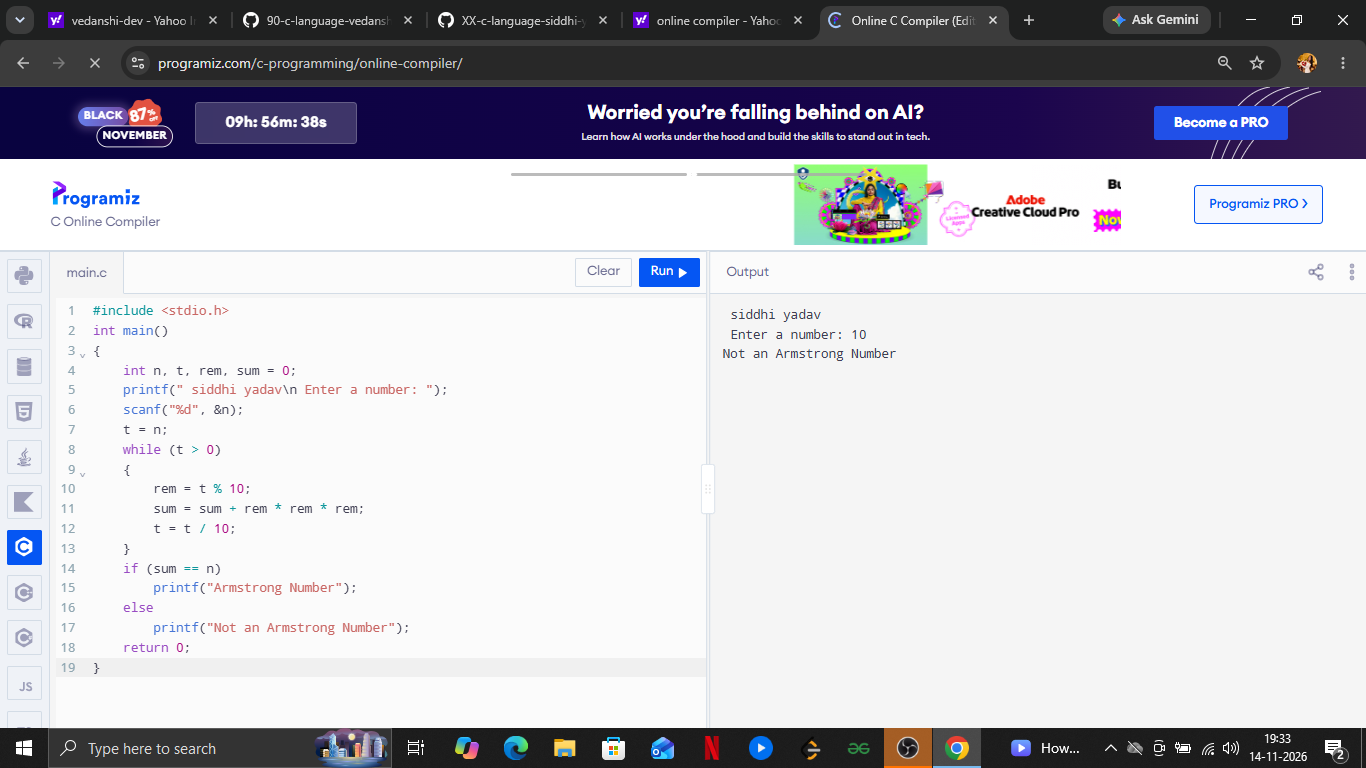 vedanshi-dev - Yahoo I
90-c-language-vedansh
XX-c-language-siddhi-y
online compiler - Yahoo
Online C Compiler (Edit
Ask Gemini
programiz.com/c-programming/online-compiler/
BLACK 87% OFF
NOVEMBER
09h: 56m: 38s
Worried you're falling behind on AI?
Learn how AI works under the hood and build the skills to stand out in tech.
Become a PRO
Programiz
C Online Compiler
Licensed Apps
Adobe
Creative Cloud Pro
Bu
Nov
Programiz PRO >
main.c
Clear
Run
Output
1 #include <stdio.h>
2 int main()
3 {
4 int n, t, rem, sum = 0;
5 printf(" siddhi yadav\n Enter a number: ");
6 scanf("%d", &n);
7 t = n;
8 while (t > 0)
9 {
10 rem = t % 10;
11 sum = sum + rem * rem * rem;
12 t = t / 10;
13 }
14 if (sum == n)
15 printf("Armstrong Number");
16 else
17 printf("Not an Armstrong Number");
18 return 0;
19 }
siddhi yadav
Enter a number: 10
Not an Armstrong Number
JS
Type here to search
How...
19:33
14-11-2026
2